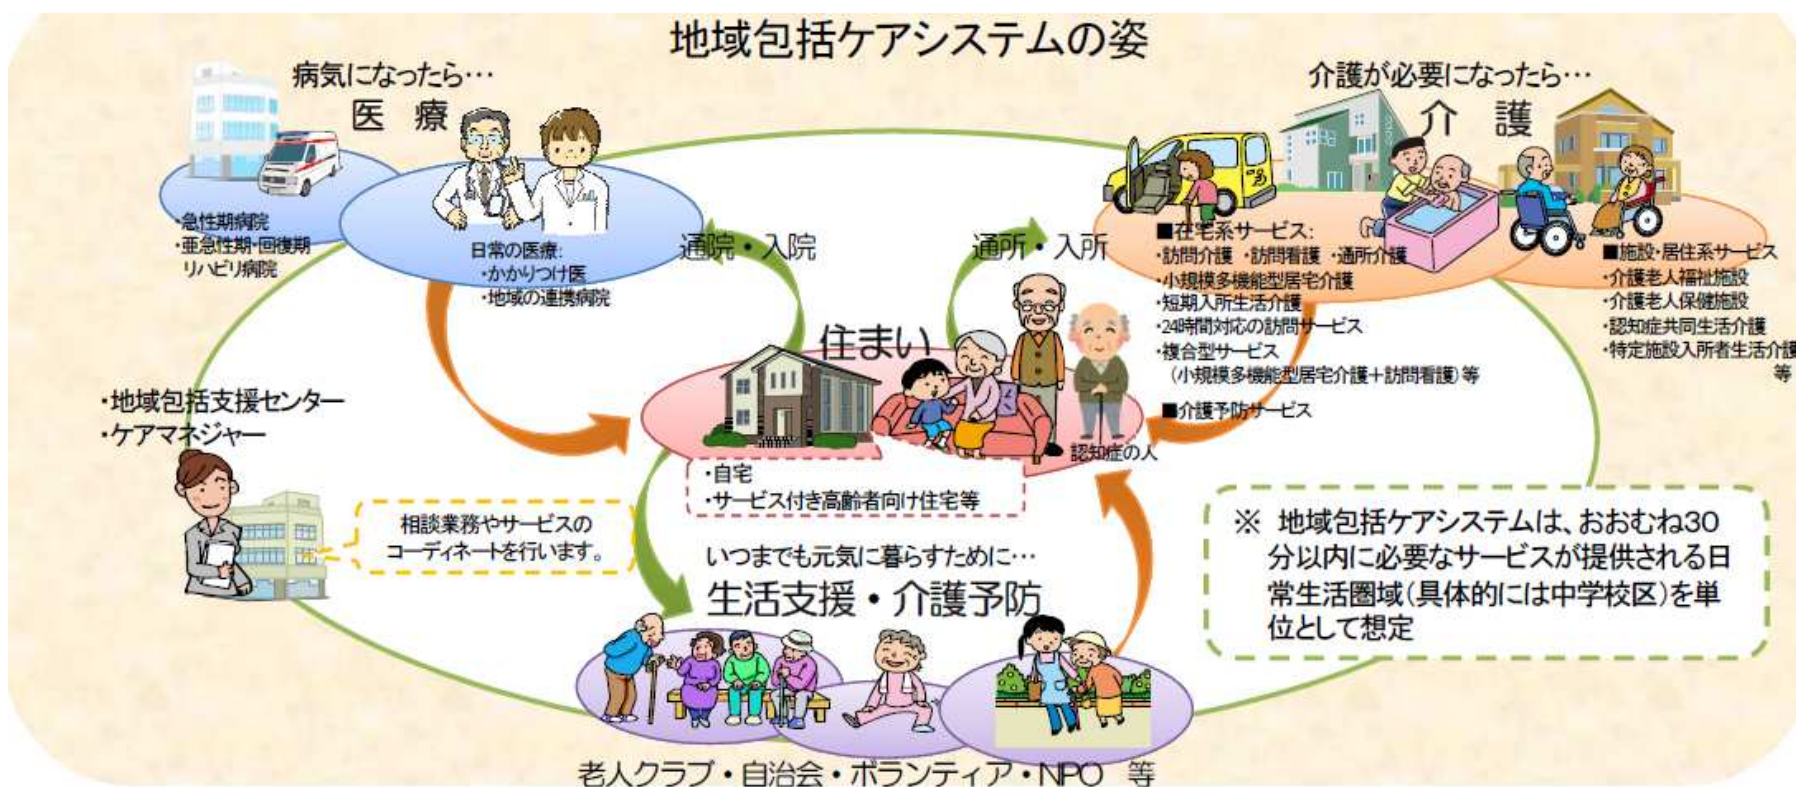 地域包括ケアシステムの姿
病気になったら…
医 療
・急性期病院
・亜急性期・回復期
リハビリ病院
日常の医療:
・かかりつけ医
・地域の連携病院
通院・入院
通所・入所
介護が必要になったら…
介 護
■在宅系サービス:
・訪問介護 ・訪問看護 ・通所介護
・小規模多機能型居宅介護
・短期入所生活介護
・24時間対応の訪問サービス
・複合型サービス
(小規模多機能型居宅介護+訪問看護)等
■介護予防サービス
■施設・居住系サービス
・介護老人福祉施設
・介護老人保健施設
・認知症共同生活介護
・特定施設入所者生活介護
等
住まい
認知症の人
・自宅
・サービス付き高齢者向け住宅等
・地域包括支援センター
・ケアマネジャー
相談業務やサービスの
コーディネートを行います。
いつまでも元気に暮らすために…
生活支援・介護予防
老人クラブ・自治会・ボランティア・NPO 等
※ 地域包括ケアシステムは、おおむね30
分以内に必要なサービスが提供される日
常生活圏域(具体的には中学校区)を単
位として想定